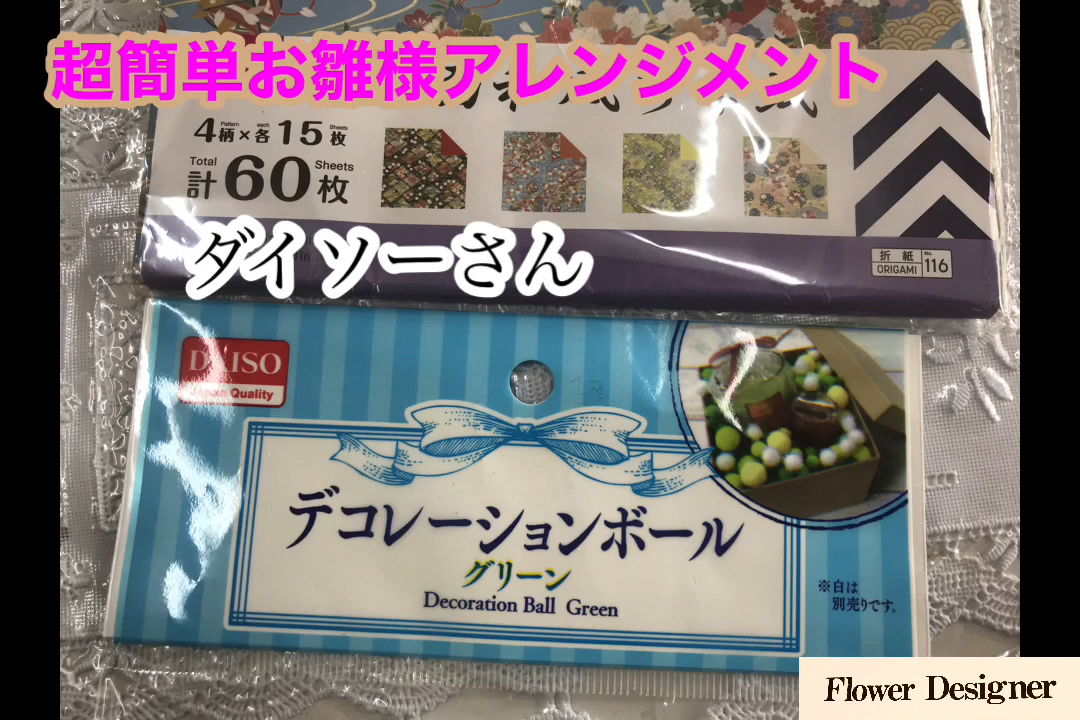 超簡単お雛様アレンジメント
Pattern each Sheets
4柄×各15枚
Total Sheets
計60枚
ダイソーさん
折紙 No.
ORIGAMI 116
DAISO
Japan Quality
デコレーションボール
グリーン
Decoration Ball Green
※白は
別売りです。
Flower Designer